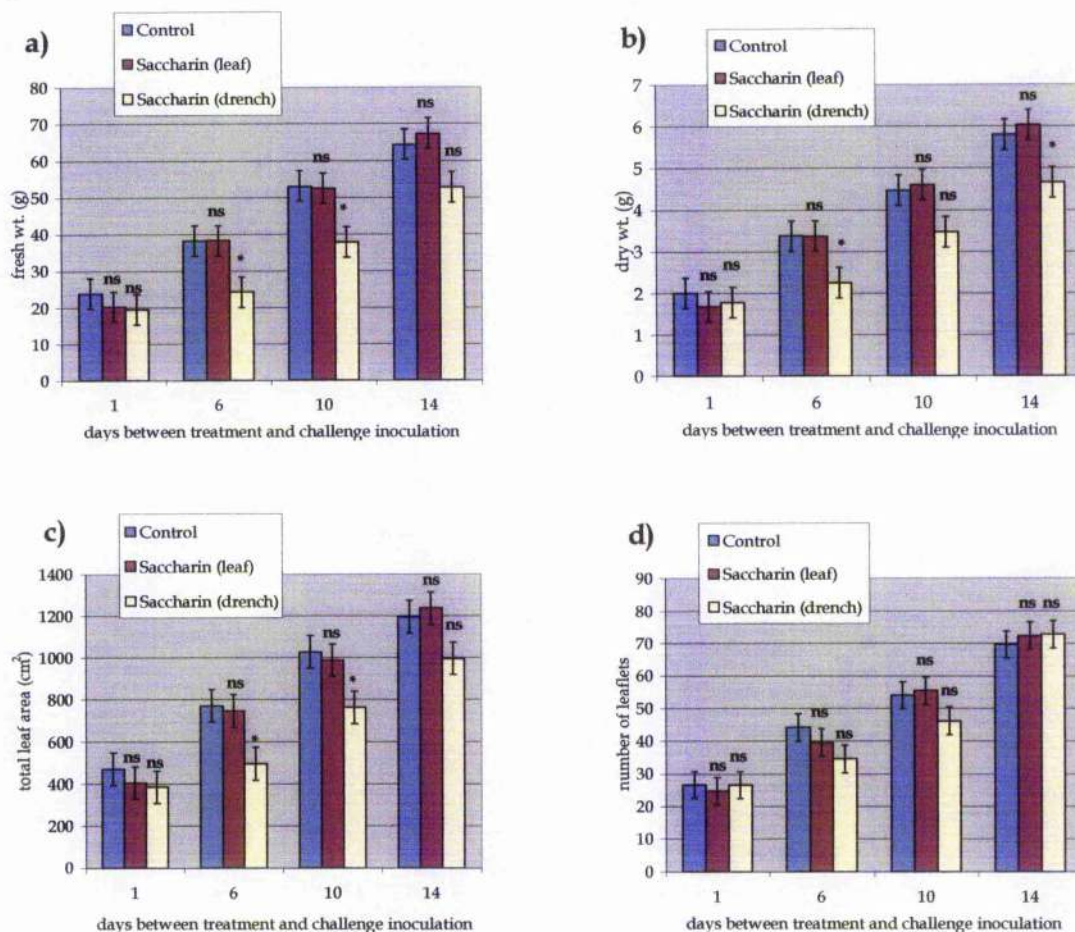 a)
Control
Saccharin (leaf)
Saccharin (drench)
fresh wt. (g)
80
70
60
50
40
30
20
10
0
ns
ns
ns
*
ns
*
ns
ns
1
6
10
14
days between treatment and challenge inoculation
b)
Control
Saccharin (leaf)
Saccharin (drench)
dry wt. (g)
7
6
5
4
3
2
1
0
ns
ns
ns
*
ns
ns
ns
*
1
6
10
14
days between treatment and challenge inoculation
c)
Control
Saccharin (leaf)
Saccharin (drench)
total leaf area (cm²)
1400
1200
1000
800
600
400
200
0
ns
ns
ns
*
ns
*
ns
ns
1
6
10
14
days between treatment and challenge inoculation
d)
Control
Saccharin (leaf)
Saccharin (drench)
number of leaflets
90
80
70
60
50
40
30
20
10
0
ns
ns
ns
ns
ns
ns
ns
ns
1
6
10
14
days between treatment and challenge inoculation